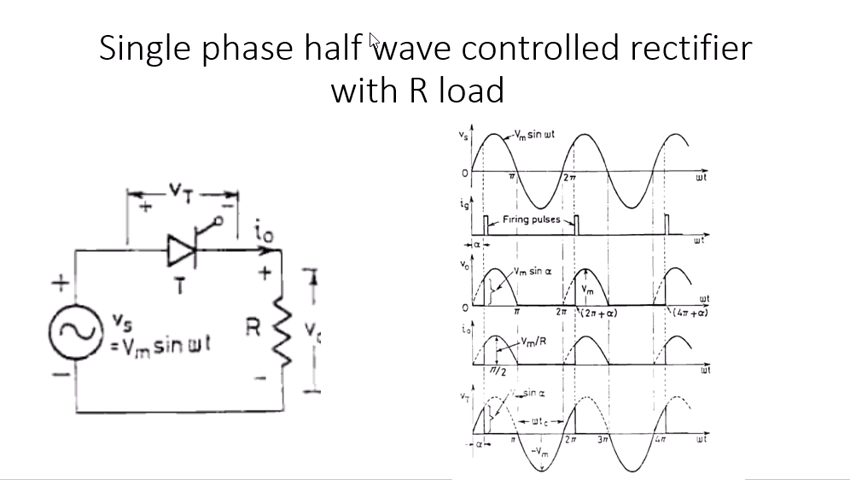 Single phase half wave controlled rectifier
with R load
+ V_T −
i_o
+ +
T
v_s
= V_m sin ωt
R
− −
v_s
V_m sin ωt
0 π 2π ωt
i_g
Firing pulses
α ωt
v_o
V_m sin α
V_m
ωt
0 π 2π (2π + α) (4π + α)
i_o
V_m/R
π/2 ωt
v_T
sin α
ωt_c
α π 2π 3π 4π ωt
−V_m